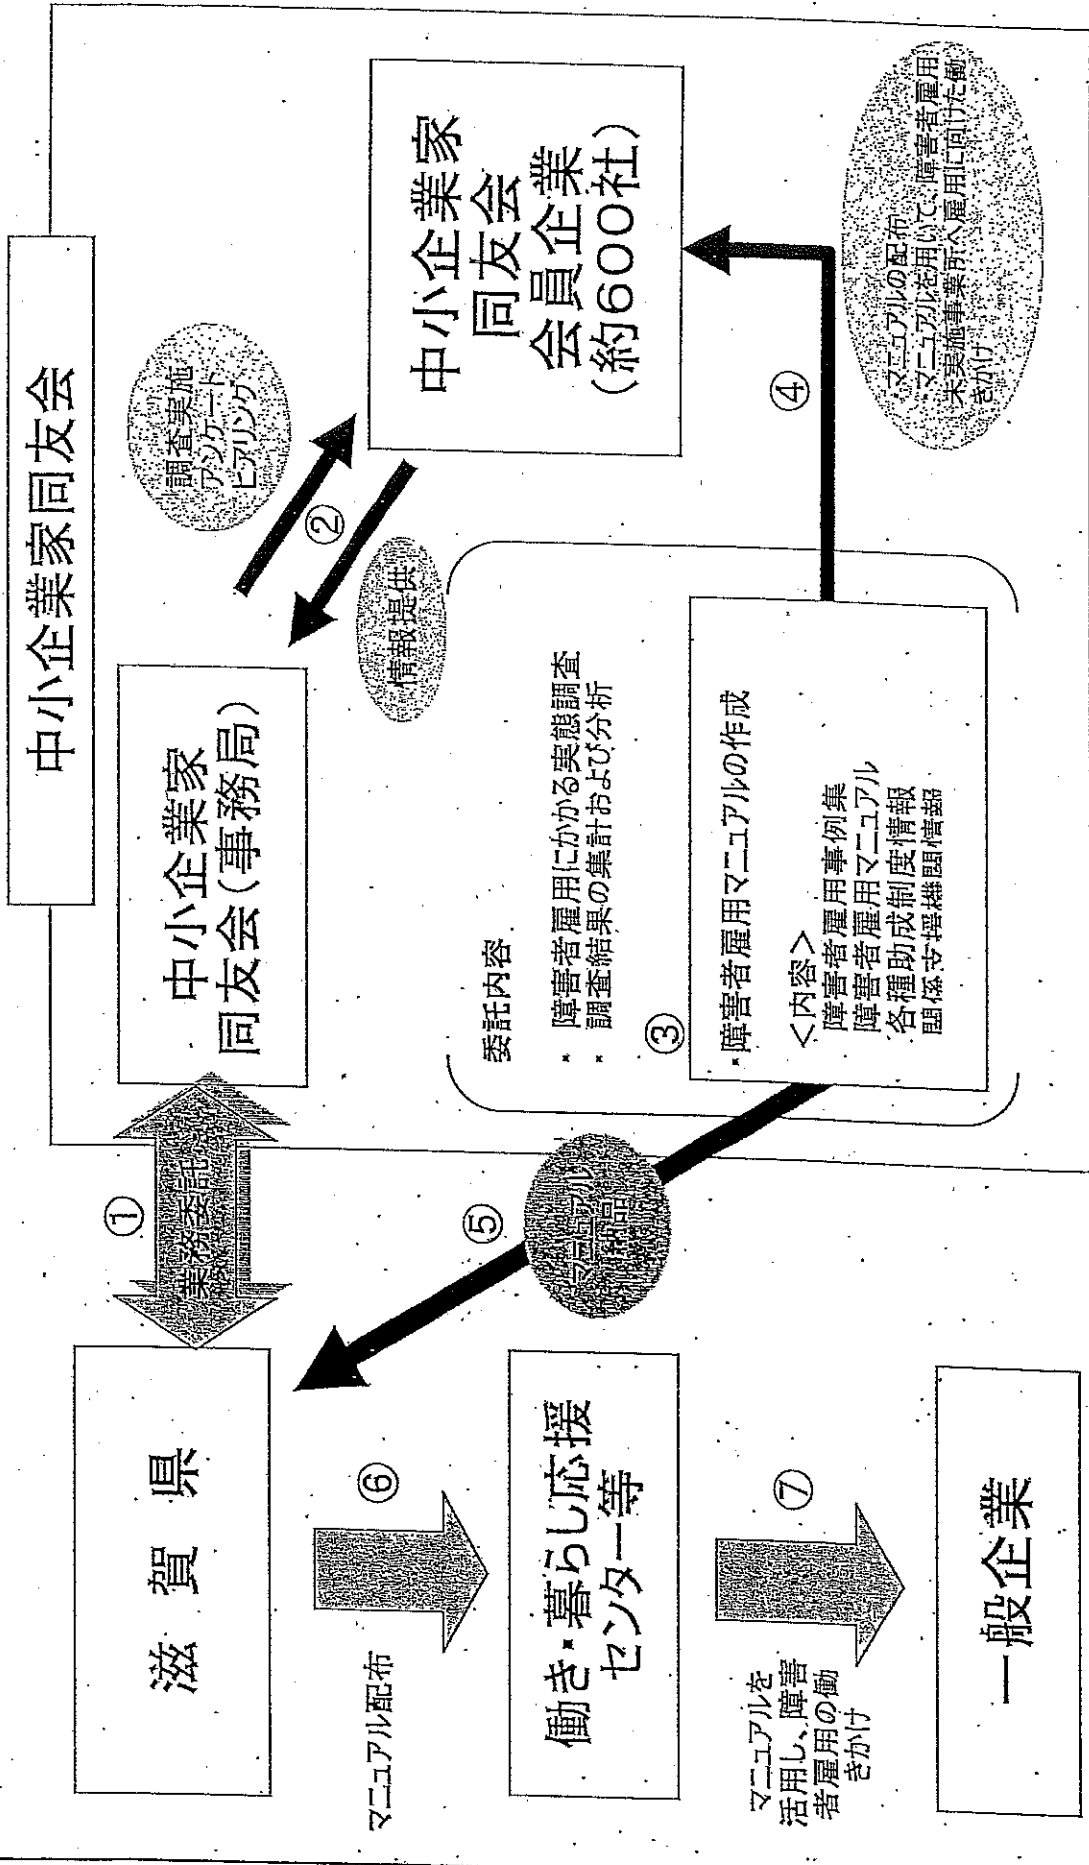 中小企業家同友会
滋 賀 県
①
業務委託
中小企業家
同友会（事務局）
調査実施
アンケート
ヒアリング
②
情報提供
中小企業家
同友会
会員企業
（約600社）
委託内容
・ 障害者雇用にかかる実態調査
・ 調査結果の集計および分析
③
・障害者雇用マニュアルの作成
＜内容＞
障害者雇用事例集
障害者雇用マニュアル
各種助成制度情報
関係支援機関情報
④
・マニュアルの配布
・マニュアルを用いて、障害者雇用
未実施事業所へ雇用に向けた働
きかけ
⑤
マニュアル
納品
マニュアル配布
⑥
働き・暮らし応援
センター等
マニュアルを
活用し、障害
者雇用の働
きかけ
⑦
一般企業